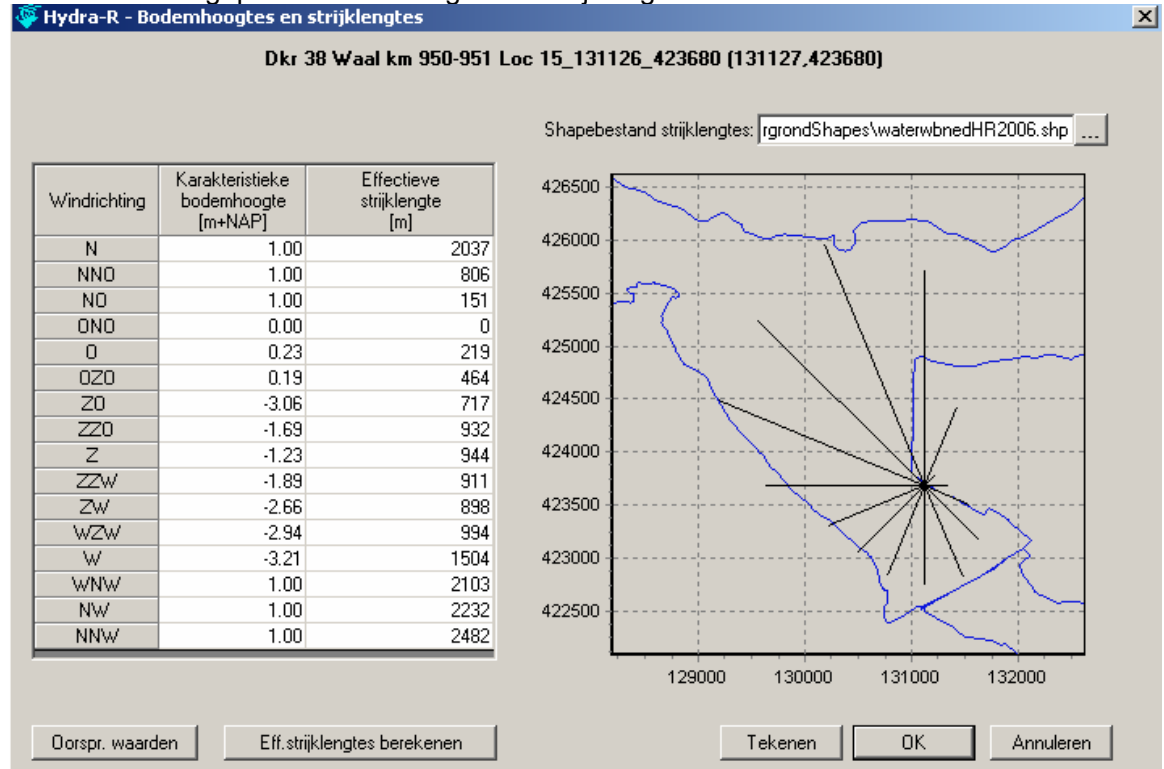 Hydra-R - Bodemhoogtes en strijklengtes
Dkr 38 Waal km 950-951 Loc 15_131126_423680 (131127,423680)
Shapebestand strijklengtes: rgrondShapes\waterwbnedHR2006.shp ...
Windrichting Karakteristieke bodemhoogte [m+NAP] Effectieve strijklengte [m]
N 1.00 2037
NNO 1.00 806
NO 1.00 151
ONO 0.00 0
O 0.23 219
OZO 0.19 464
ZO -3.06 717
ZZO -1.69 932
Z -1.23 944
ZZW -1.89 911
ZW -2.66 898
WZW -2.94 994
W -3.21 1504
WNW 1.00 2103
NW 1.00 2232
NNW 1.00 2482
426500
426000
425500
425000
424500
424000
423500
423000
422500
129000 130000 131000 132000
Oorspr. waarden Eff.strijklengtes berekenen Tekenen OK Annuleren